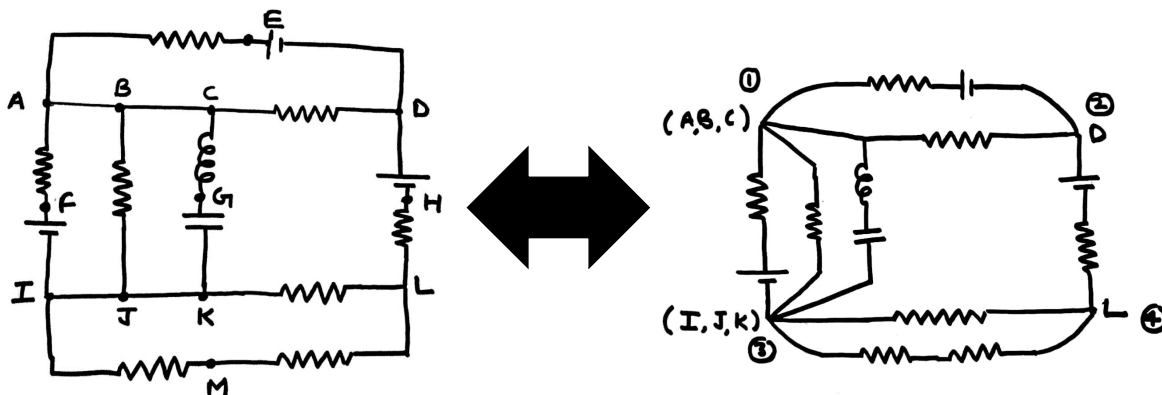 E
A B C D
F G H
I J K L
M
①
(A,B,C)
②
D
(I,J,K)
③
L ④